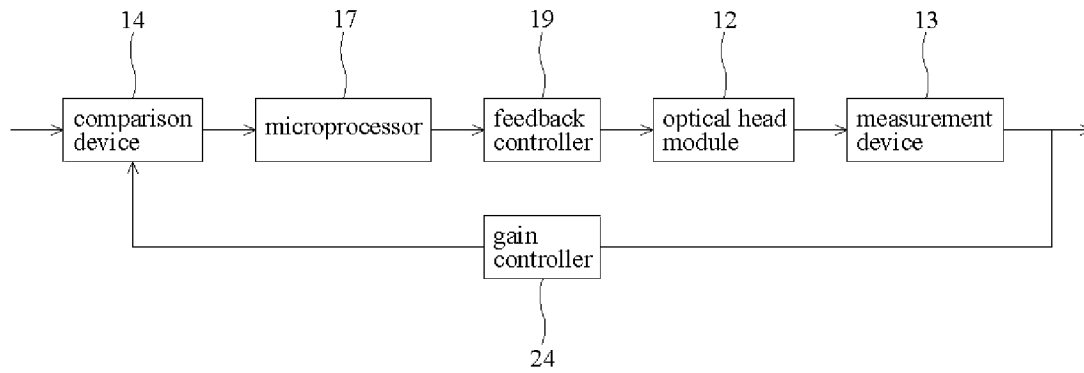 14
17
19
12
13
comparison
device
microprocessor
feedback
controller
optical head
module
measurement
device
gain
controller
24